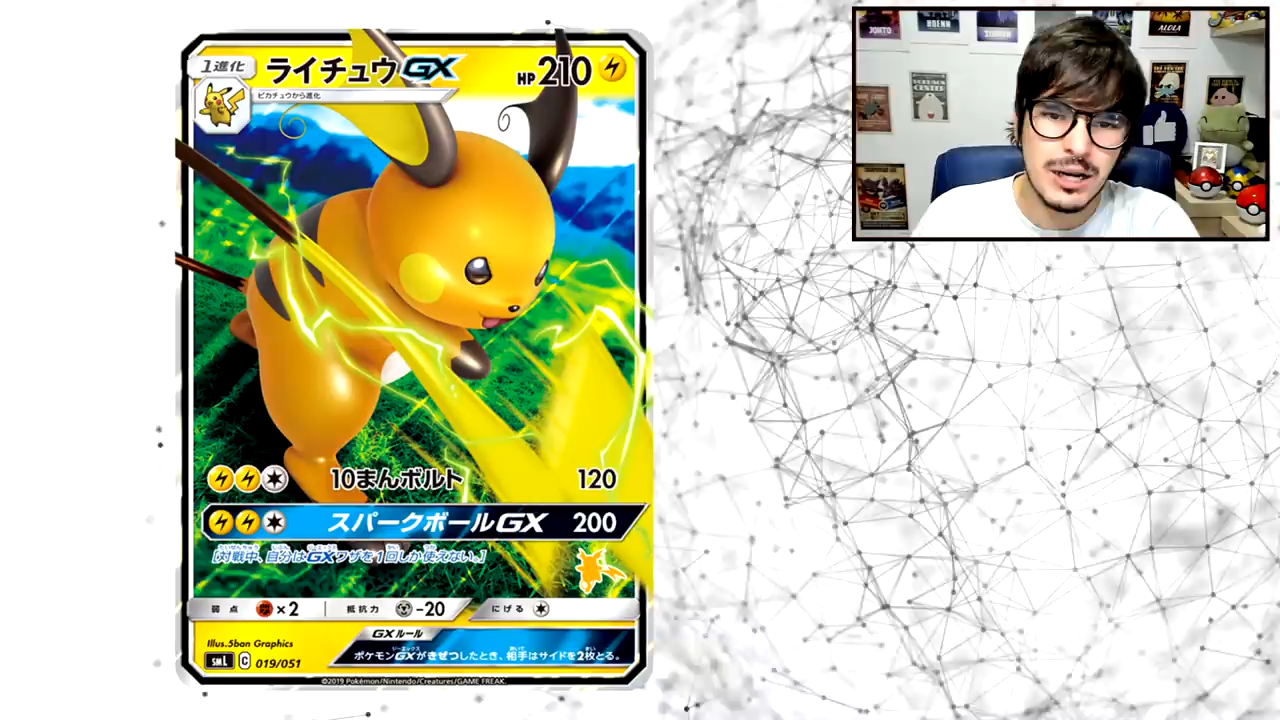 1進化 ライチュウGX HP210
ピカチュウから進化
10まんボルト 120
スパークボールGX 200
[対戦中、自分はGXワザを1回しか使えない。]
弱点 ×2 抵抗力 -20 にげる
Illus.5ban Graphics
GXルール
ポケモンGXがきぜつしたとき、相手はサイドを2枚とる。
smL C 019/051
©2019 Pokémon/Nintendo/Creatures/GAME FREAK.
JOHTO
HOENN
ALOLA